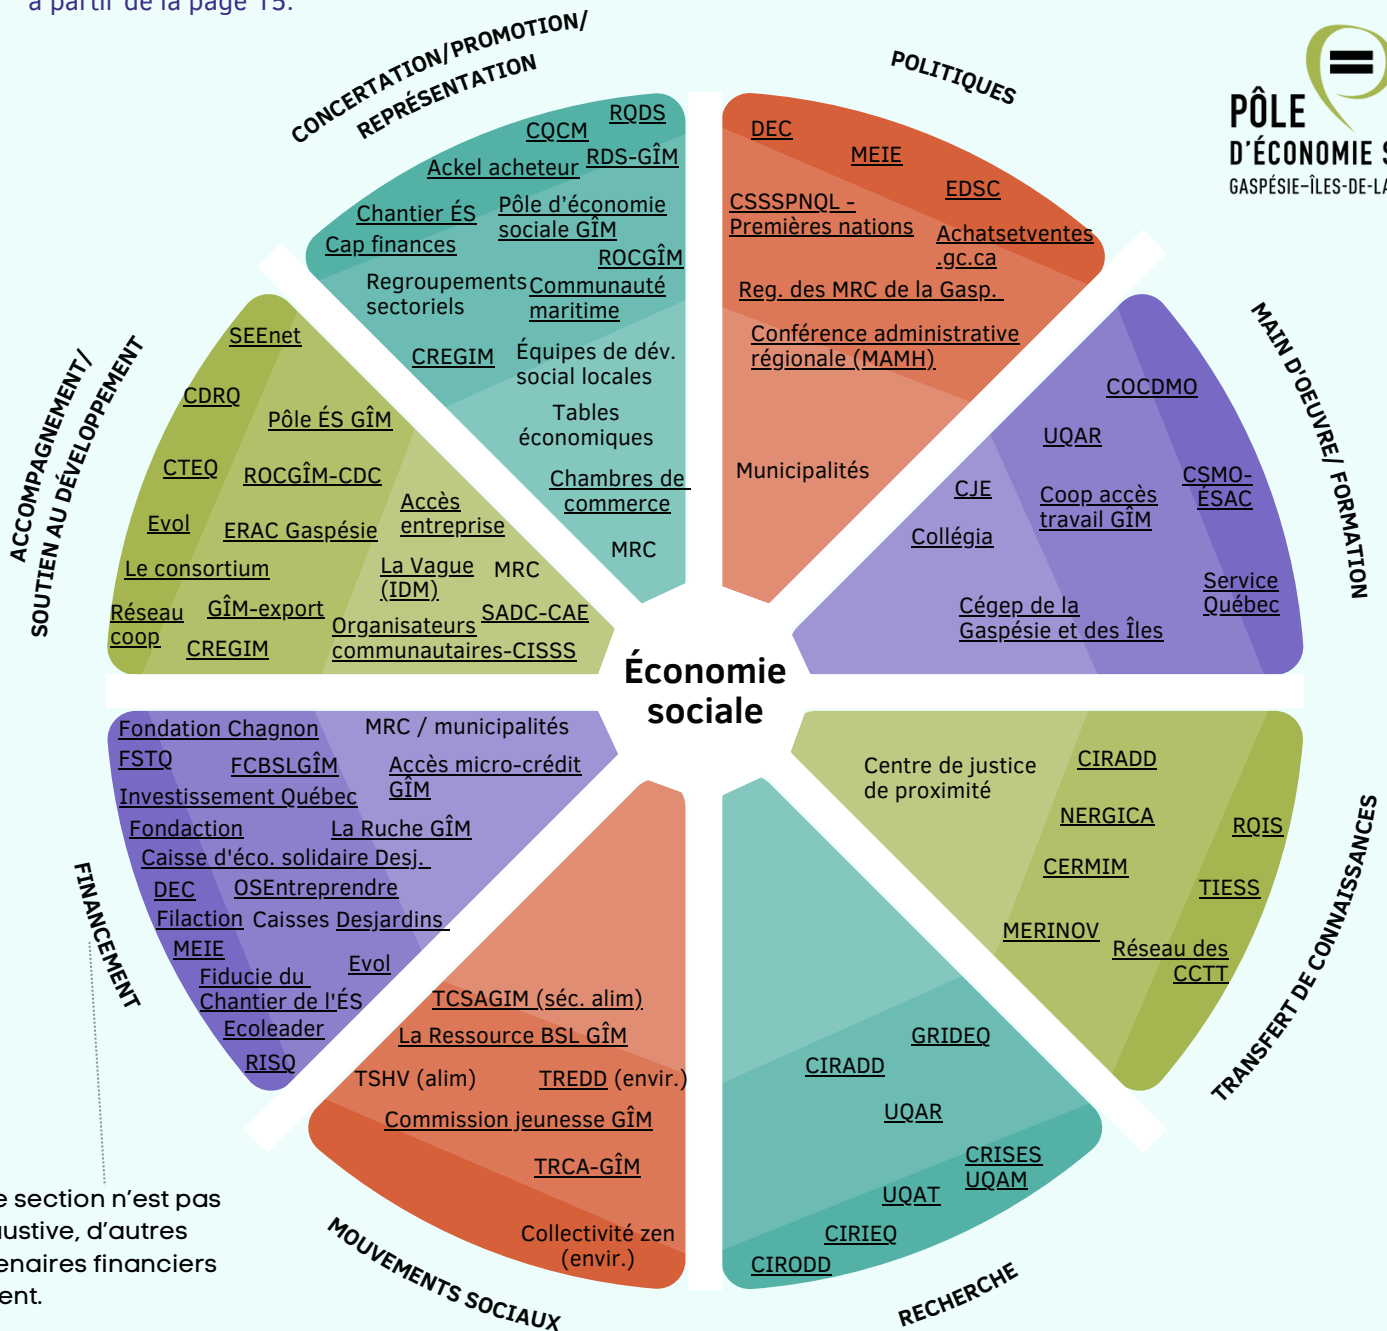 à partir de la page 15.
PÔLE
D'ÉCONOMIE
GASPÉSIE–ÎLES-DE-LA
CONCERTATION/PROMOTION/
REPRÉSENTATION
RQDS
CQCM
RDS-GÎM
Ackel acheteur
Chantier ÉS
Pôle d'économie
sociale GÎM
Cap finances
ROCGÎM
Regroupements
sectoriels
Communauté
maritime
CREGIM
Équipes de dév.
social locales
Tables
économiques
Chambres de
commerce
MRC
POLITIQUES
DEC
MEIE
EDSC
CSSSPNQL -
Premières nations
Achatsetventes
.gc.ca
Reg. des MRC de la Gasp.
Conférence administrative
régionale (MAMH)
Municipalités
MAIN D'OEUVRE/ FORMATION
COCDMO
UQAR
CSMO-
ÉSAC
CJE
Coop accès
travail GÎM
Collégia
Service
Québec
Cégep de la
Gaspésie et des Îles
ACCOMPAGNEMENT/
SOUTIEN AU DÉVELOPPEMENT
SEEnet
CDRQ
Pôle ÉS GÎM
CTEQ
ROCGÎM-CDC
Accès
entreprise
Evol
ERAC Gaspésie
Le consortium
La Vague
(IDM)
MRC
Réseau
coop
GÎM-export
SADC-CAE
CREGIM
Organisateurs
communautaires-CISSS
Économie
sociale
FINANCEMENT
Fondation Chagnon
MRC / municipalités
FSTQ
FCBSLGÎM
Accès micro-crédit
GÎM
Investissement Québec
Fondaction
La Ruche GÎM
Caisse d'éco. solidaire Desj.
DEC
OSEntreprendre
Filaction
Caisses Desjardins
MEIE
Evol
Fiducie du
Chantier de l'ÉS
Ecoleader
RISQ
TRANSFERT DE CONNAISSANCES
Centre de justice
de proximité
CIRADD
NERGICA
RQIS
CERMIM
TIESS
MERINOV
Réseau des
CCTT
MOUVEMENTS SOCIAUX
TCSAGIM (séc. alim)
La Ressource BSL GÎM
TSHV (alim)
TREDD (envir.)
Commission jeunesse GÎM
TRCA-GÎM
Collectivité zen
(envir.)
RECHERCHE
GRIDEQ
CIRADD
UQAR
CRISES
UQAM
UQAT
CIRIEQ
CIRODD
section n'est pas
d'autres
financiers